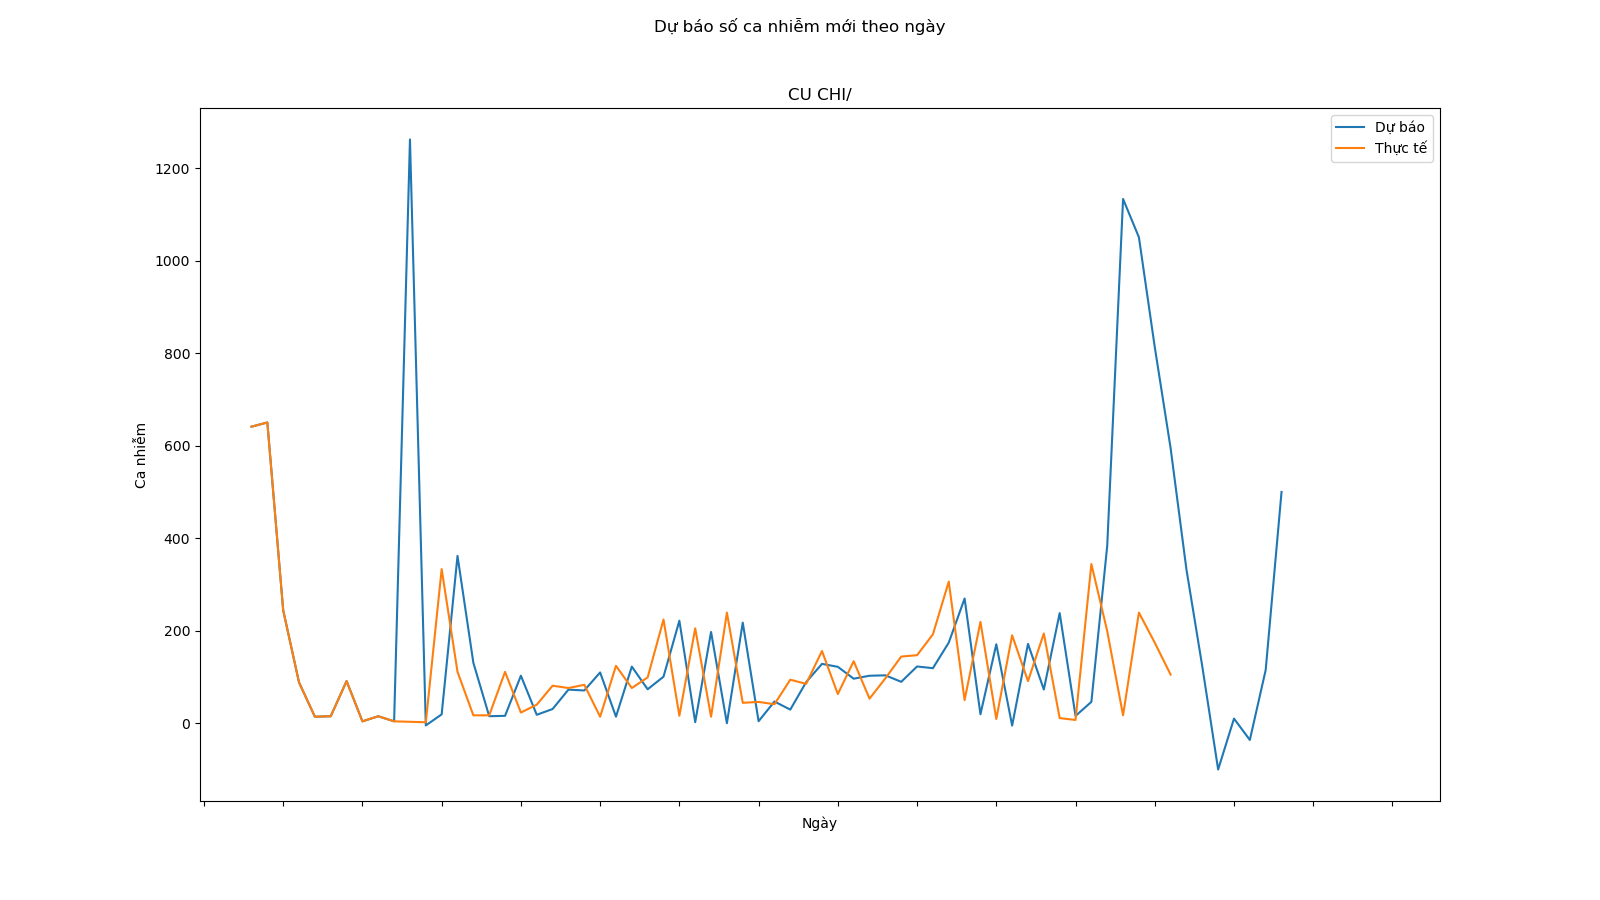 Dự báo số ca nhiễm mới theo ngày
CU CHI/
Dự báo
Thực tế
1200
1000
800
600
400
200
0
Ca nhiễm
Ngày